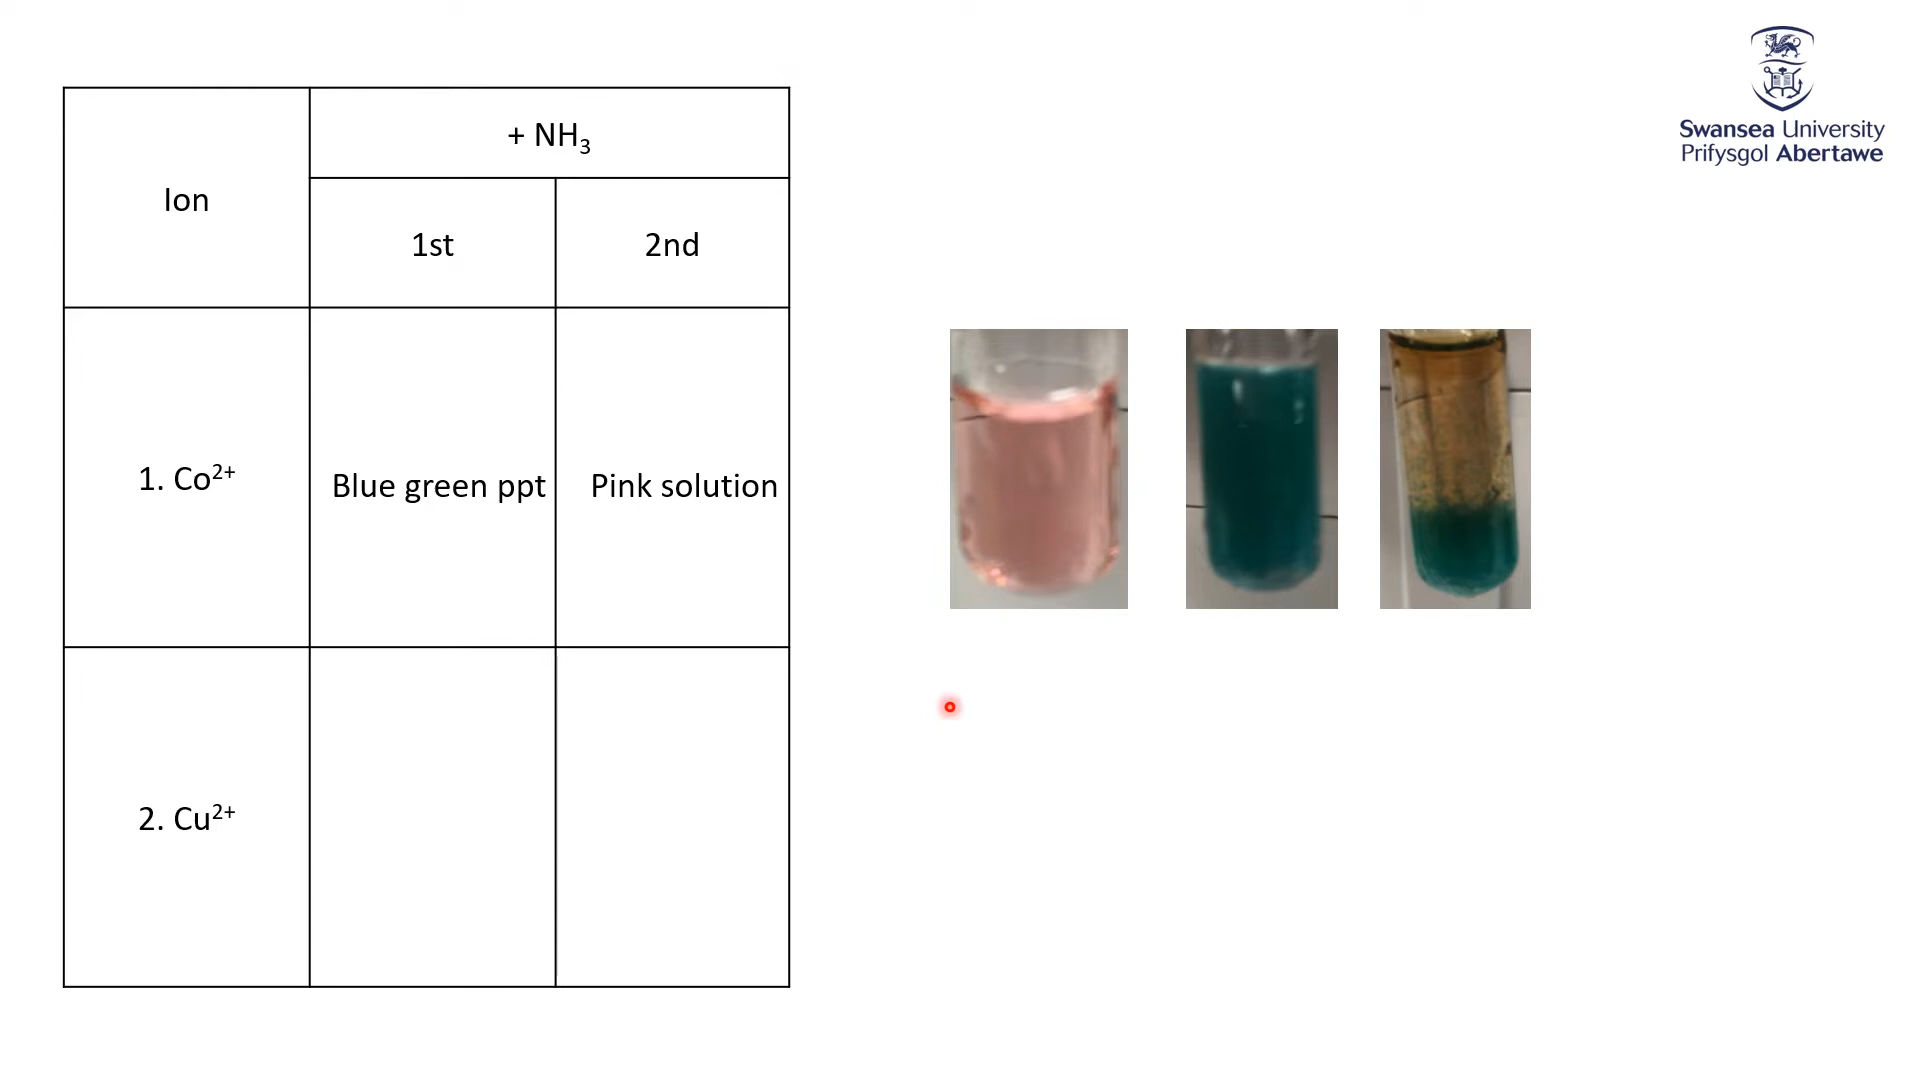 Swansea University
Prifysgol Abertawe
Ion
+ NH₃
1st
2nd
1. Co²⁺
Blue green ppt
Pink solution
2. Cu²⁺